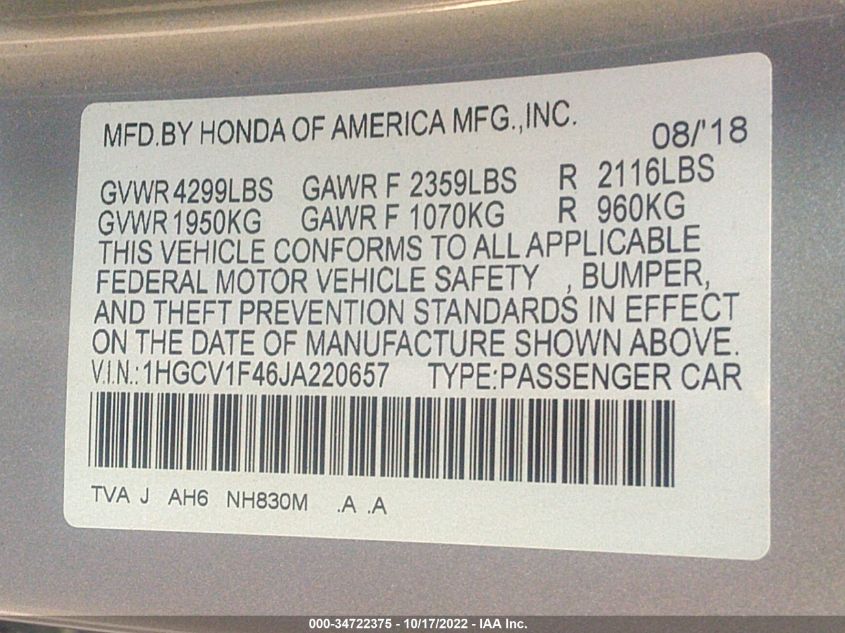 MFD.BY HONDA OF AMERICA MFG.,INC. 08/'18
GVWR 4299LBS GAWR F 2359LBS R 2116LBS
GVWR 1950KG GAWR F 1070KG R 960KG
THIS VEHICLE CONFORMS TO ALL APPLICABLE
FEDERAL MOTOR VEHICLE SAFETY , BUMPER,
AND THEFT PREVENTION STANDARDS IN EFFECT
ON THE DATE OF MANUFACTURE SHOWN ABOVE.
V.I.N.: 1HGCV1F46JA220657 TYPE:PASSENGER CAR
TVA J AH6 NH830M .A .A
000-34722375 - 10/17/2022 - IAA Inc.